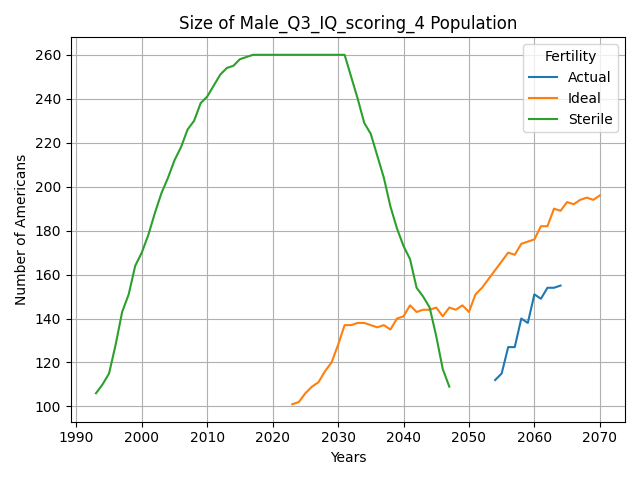 Size of Male_Q3_IQ_scoring_4 Population
Fertility
Actual
Ideal
Sterile
Number of Americans
260
240
220
200
180
160
140
120
100
1990
2000
2010
2020
2030
2040
2050
2060
2070
Years